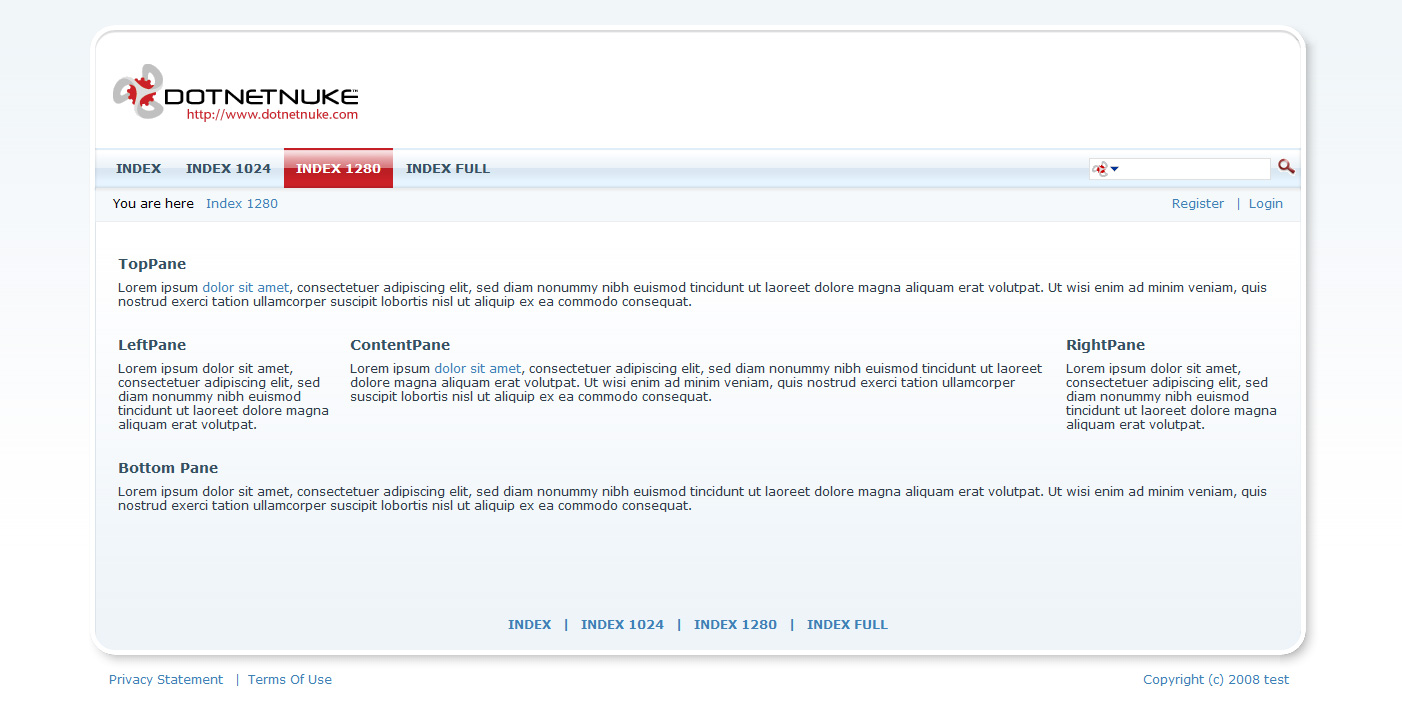 DOTNETNUKE
http://www.dotnetnuke.com
INDEX INDEX 1024 INDEX 1280 INDEX FULL
You are here Index 1280 Register | Login
TopPane
Lorem ipsum dolor sit amet, consectetuer adipiscing elit, sed diam nonummy nibh euismod tincidunt ut laoreet dolore magna aliquam erat volutpat. Ut wisi enim ad minim veniam, quis
nostrud exerci tation ullamcorper suscipit lobortis nisl ut aliquip ex ea commodo consequat.
LeftPane
Lorem ipsum dolor sit amet,
consectetuer adipiscing elit, sed
diam nonummy nibh euismod
tincidunt ut laoreet dolore magna
aliquam erat volutpat.
ContentPane
Lorem ipsum dolor sit amet, consectetuer adipiscing elit, sed diam nonummy nibh euismod tincidunt ut laoreet
dolore magna aliquam erat volutpat. Ut wisi enim ad minim veniam, quis nostrud exerci tation ullamcorper
suscipit lobortis nisl ut aliquip ex ea commodo consequat.
RightPane
Lorem ipsum dolor sit amet,
consectetuer adipiscing elit, sed
diam nonummy nibh euismod
tincidunt ut laoreet dolore magna
aliquam erat volutpat.
Bottom Pane
Lorem ipsum dolor sit amet, consectetuer adipiscing elit, sed diam nonummy nibh euismod tincidunt ut laoreet dolore magna aliquam erat volutpat. Ut wisi enim ad minim veniam, quis
nostrud exerci tation ullamcorper suscipit lobortis nisl ut aliquip ex ea commodo consequat.
INDEX | INDEX 1024 | INDEX 1280 | INDEX FULL
Privacy Statement | Terms Of Use Copyright (c) 2008 test